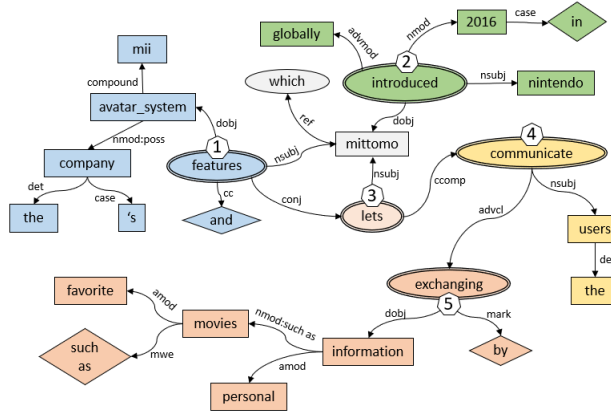 mii
compound
avatar_system
nmod:poss
company
det
case
the
's
dobj
1
features
nsubj
cc
and
conj
globally
advmod
nmod
2016
case
in
2
introduced
nsubj
nintendo
dobj
which
ref
mittomo
nsubj
3
lets
ccomp
4
communicate
nsubj
users
de
the
advcl
exchanging
5
dobj
mark
by
information
nmod:such as
amod
personal
movies
amod
favorite
mwe
such
as